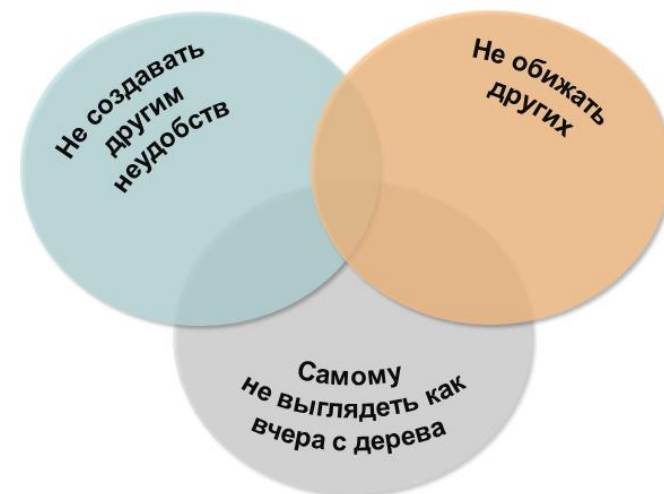 Не создавать
другим
неудобств
Не обижать
других
Самому
не выглядеть как
вчера с дерева